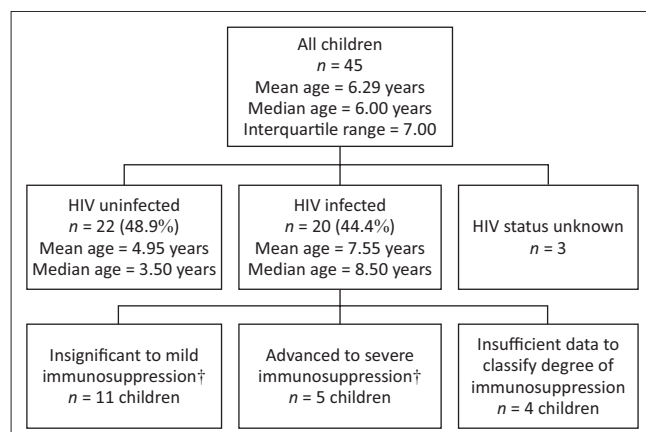 All children
n = 45
Mean age = 6.29 years
Median age = 6.00 years
Interquartile range = 7.00
HIV uninfected
n = 22 (48.9%)
Mean age = 4.95 years
Median age = 3.50 years
HIV infected
n = 20 (44.4%)
Mean age = 7.55 years
Median age = 8.50 years
HIV status unknown
n = 3
Insignificant to mild
immunosuppression†
n = 11 children
Advanced to severe
immunosuppression†
n = 5 children
Insufficient data to
classify degree of
immunosuppression
n = 4 children